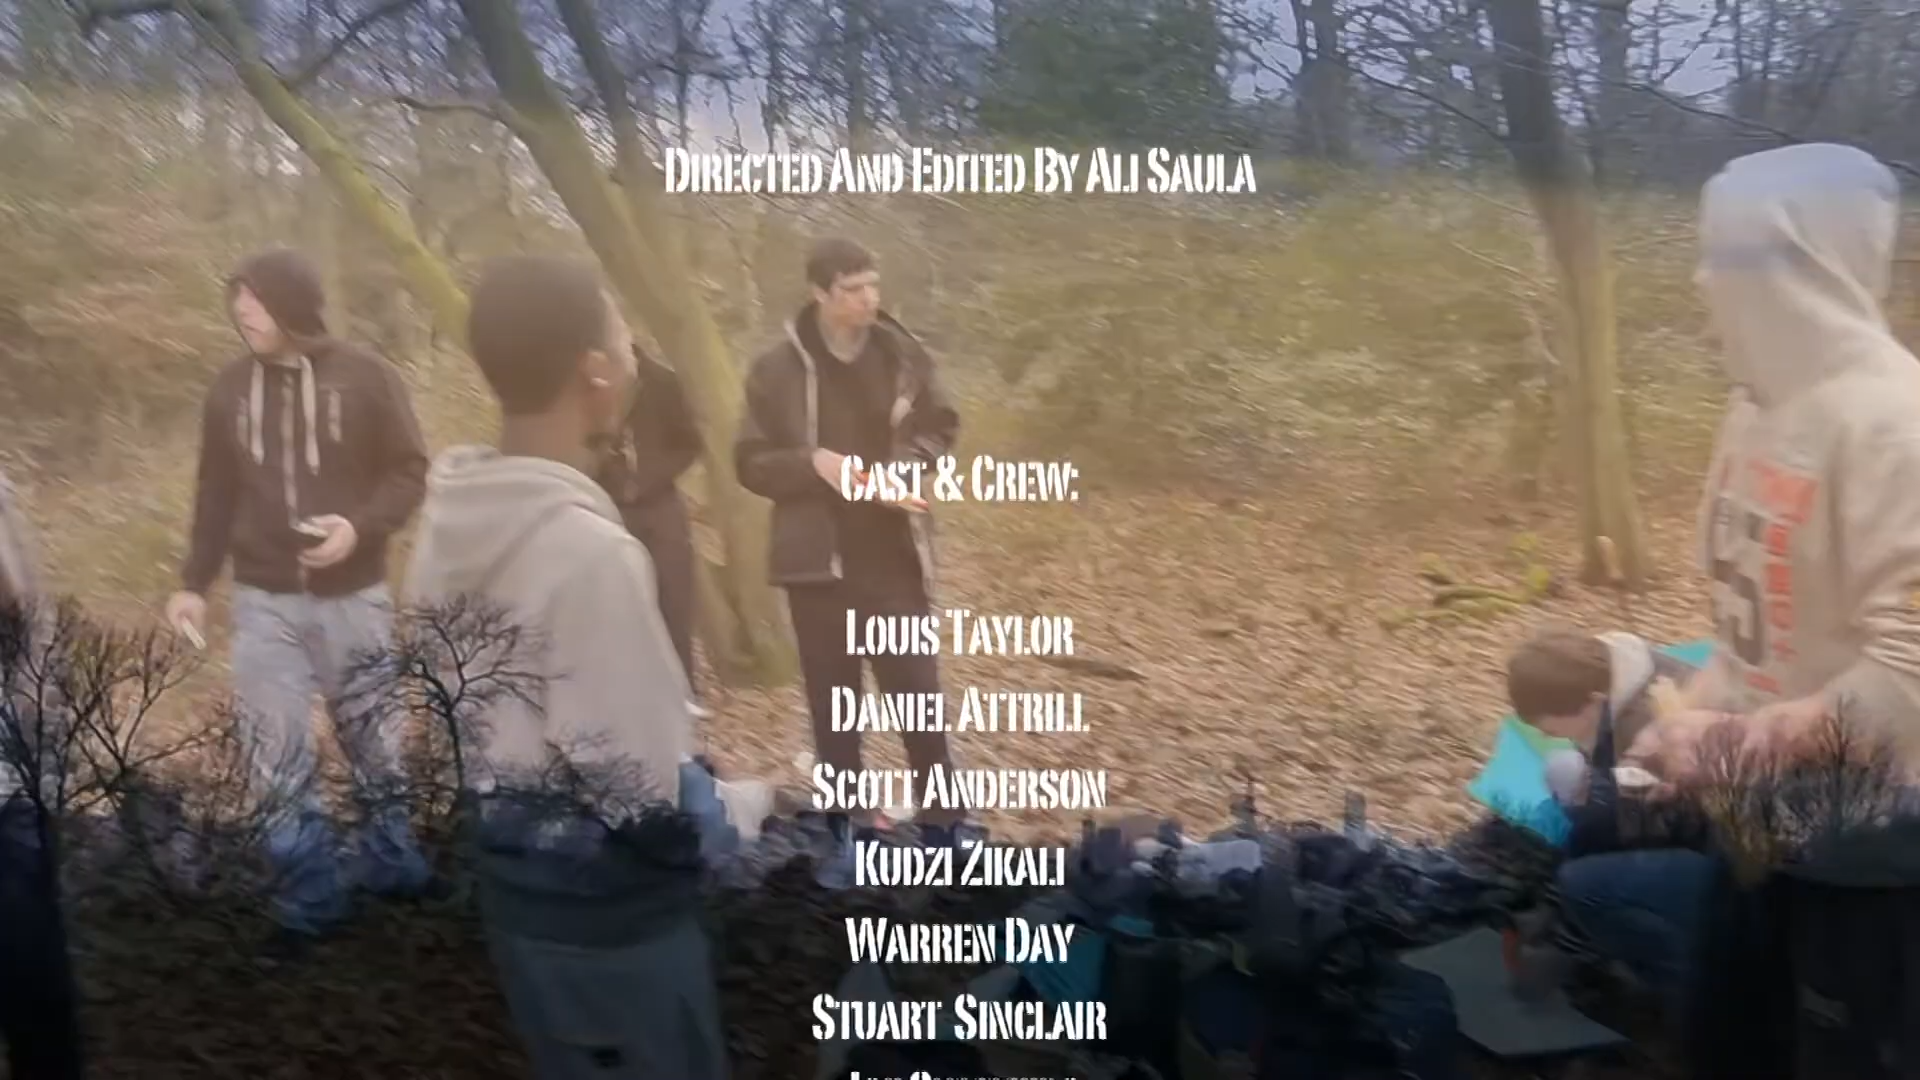 Directed And Edited By Ali Saula
Cast & Crew:
Louis Taylor
Daniel Attrill
Scott Anderson
Kudzi Zikali
Warren Day
Stuart Sinclair